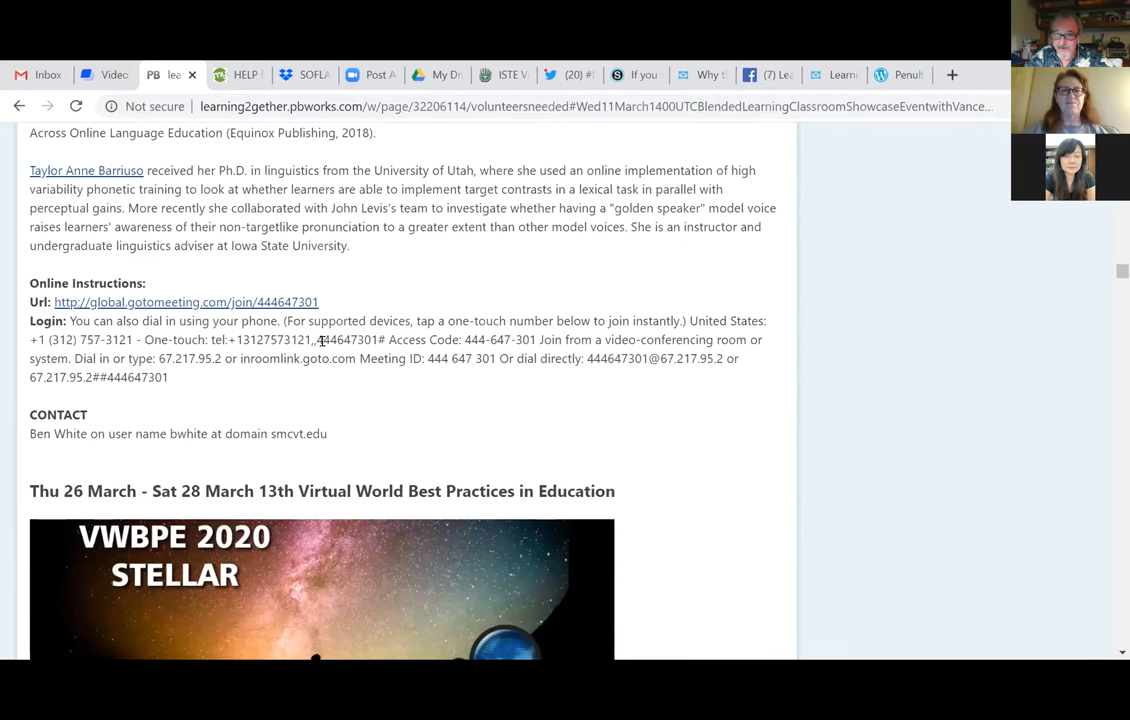 Inbox
Video'
PB lea
HELP f
SOFLA
Post A
My Dr
ISTE V
(20) #I
If you
Why t
(7) Lea
Learni
Penult
Not secure learning2gether.pbworks.com/w/page/32206114/volunteersneeded#Wed11March1400UTCBlendedLearningClassroomShowcaseEventwithVance...
Across Online Language Education (Equinox Publishing, 2018).
Taylor Anne Barriuso received her Ph.D. in linguistics from the University of Utah, where she used an online implementation of high
variability phonetic training to look at whether learners are able to implement target contrasts in a lexical task in parallel with
perceptual gains. More recently she collaborated with John Levis's team to investigate whether having a "golden speaker" model voice
raises learners' awareness of their non-targetlike pronunciation to a greater extent than other model voices. She is an instructor and
undergraduate linguistics adviser at Iowa State University.
Online Instructions:
Url: http://global.gotomeeting.com/join/444647301
Login: You can also dial in using your phone. (For supported devices, tap a one-touch number below to join instantly.) United States:
+1 (312) 757-3121 - One-touch: tel:+13127573121,,444647301# Access Code: 444-647-301 Join from a video-conferencing room or
system. Dial in or type: 67.217.95.2 or inroomlink.goto.com Meeting ID: 444 647 301 Or dial directly: 444647301@67.217.95.2 or
67.217.95.2##444647301
CONTACT
Ben White on user name bwhite at domain smcvt.edu
Thu 26 March - Sat 28 March 13th Virtual World Best Practices in Education
VWBPE 2020
STELLAR